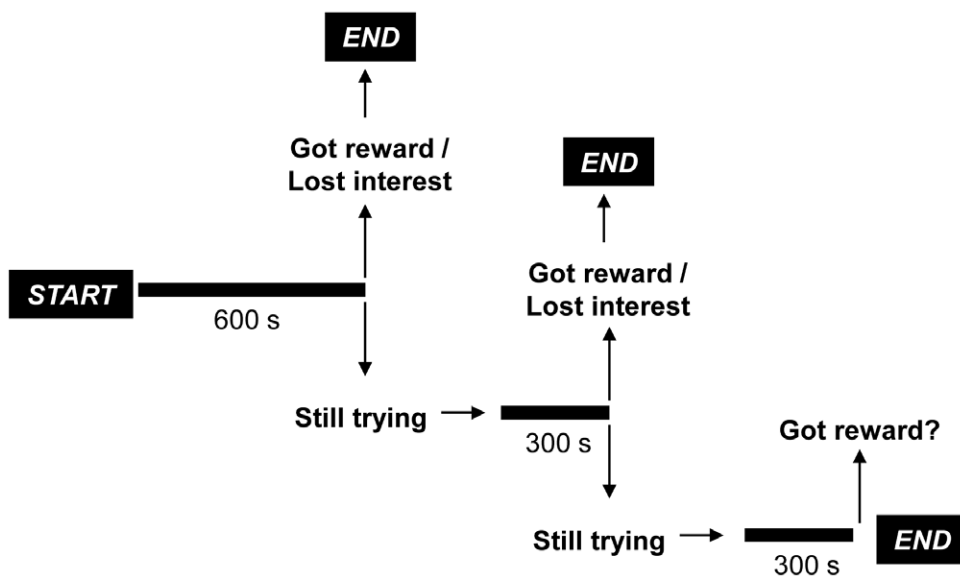 END
Got reward /
Lost interest
END
START
600 s
Got reward /
Lost interest
Still trying
300 s
Got reward?
Still trying
300 s
END